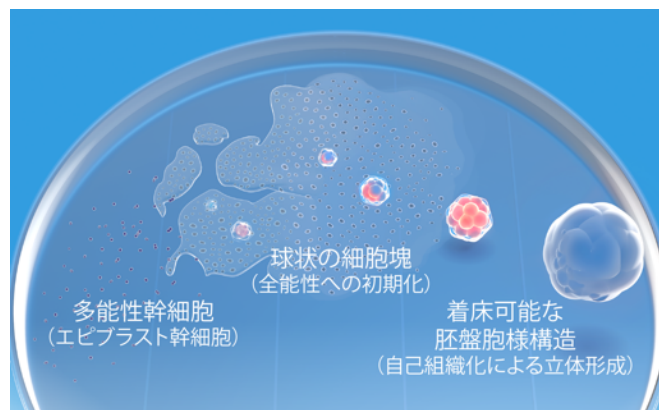 球状の細胞塊
（全能性への初期化）
多能性幹細胞
（エピブラスト幹細胞）
着床可能な
胚盤胞様構造
（自己組織化による立体形成）